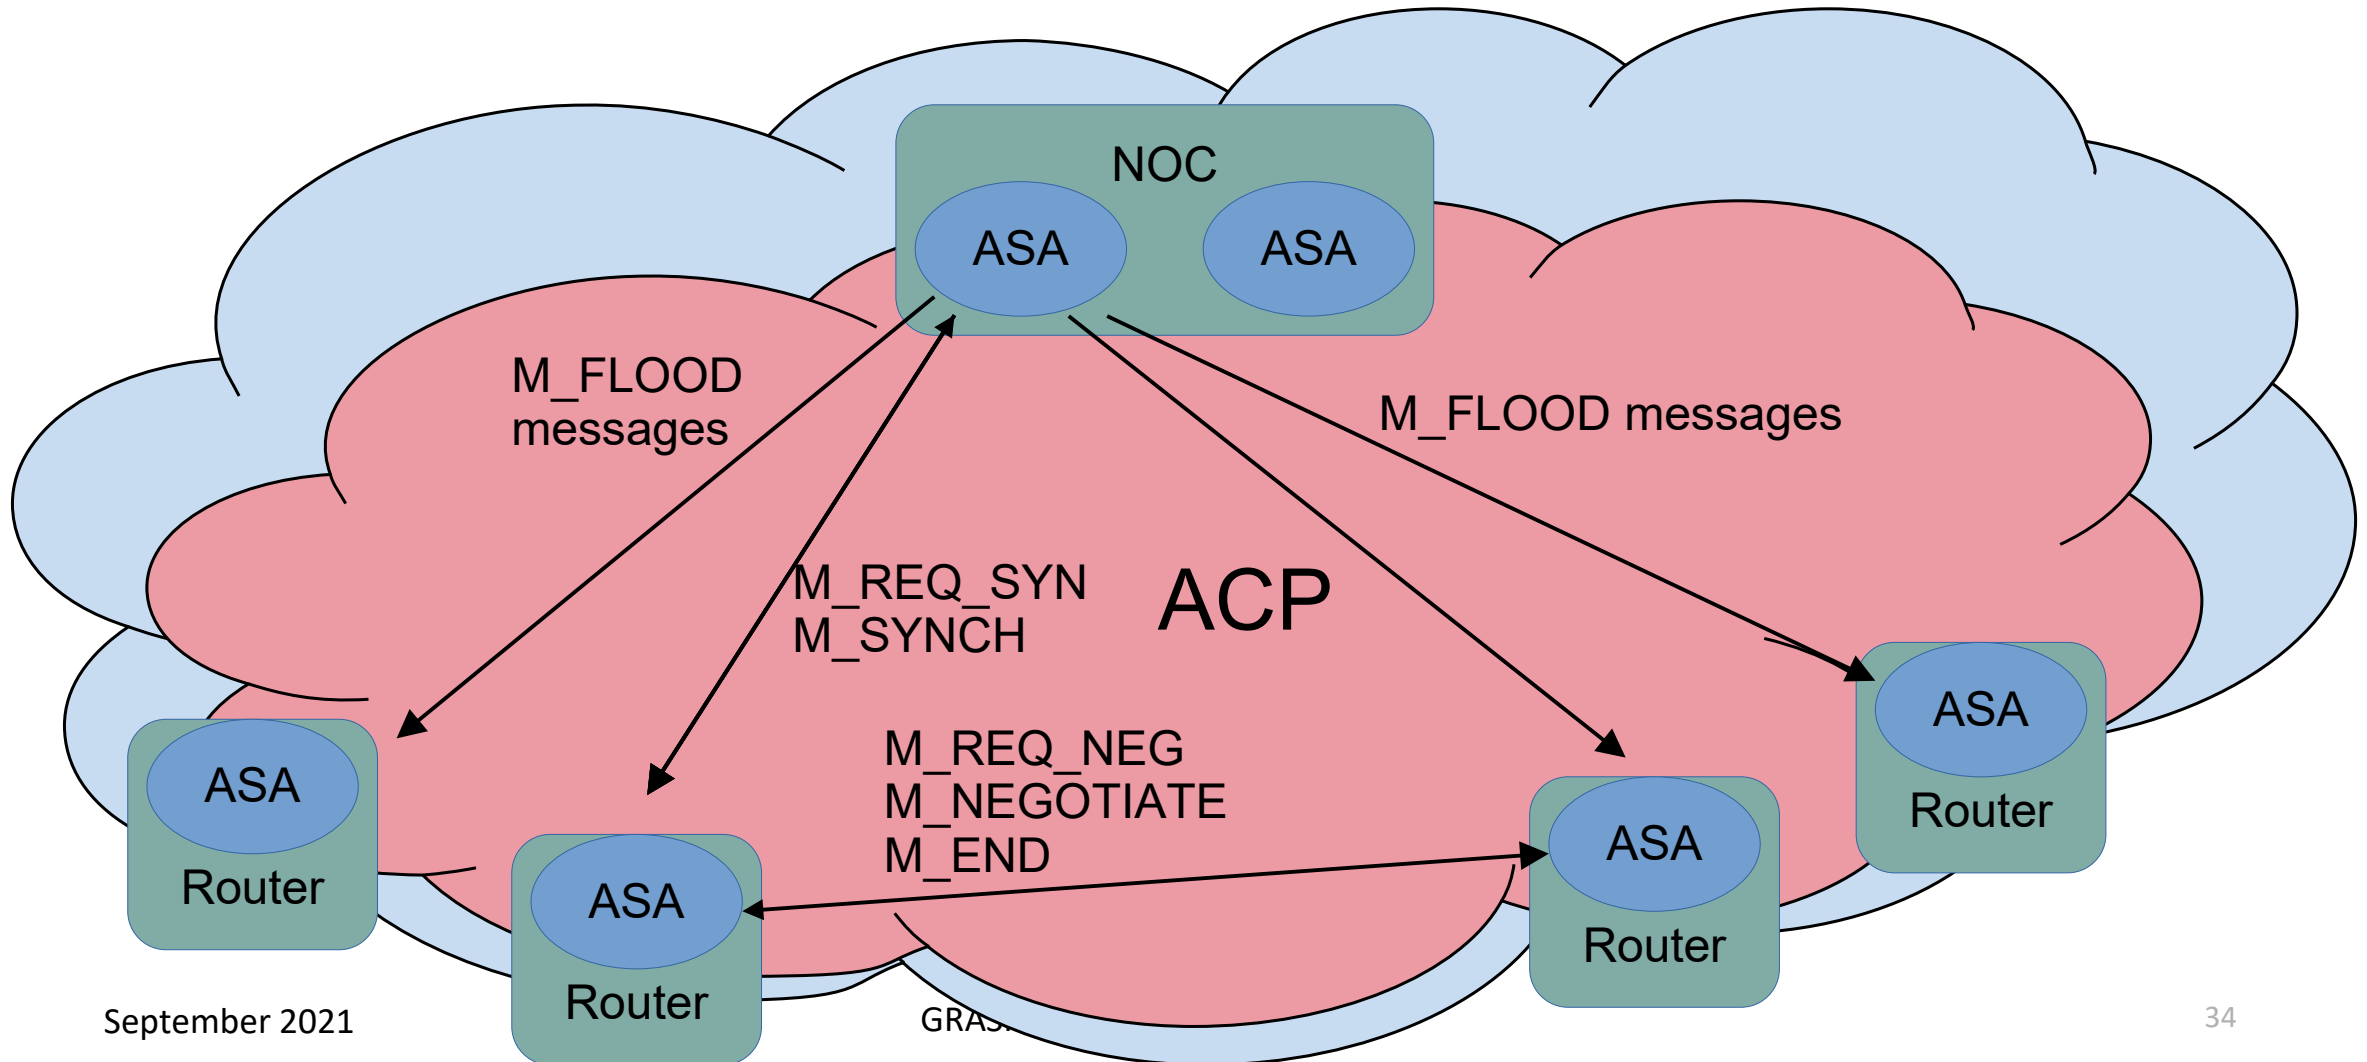 NOC
ASA
ASA
M_FLOOD
messages
M_FLOOD messages
M_REQ_SYN
M_SYNCH
ACP
M_REQ_NEG
M_NEGOTIATE
M_END
ASA
Router
ASA
Router
ASA
Router
ASA
Router
September 2021
34